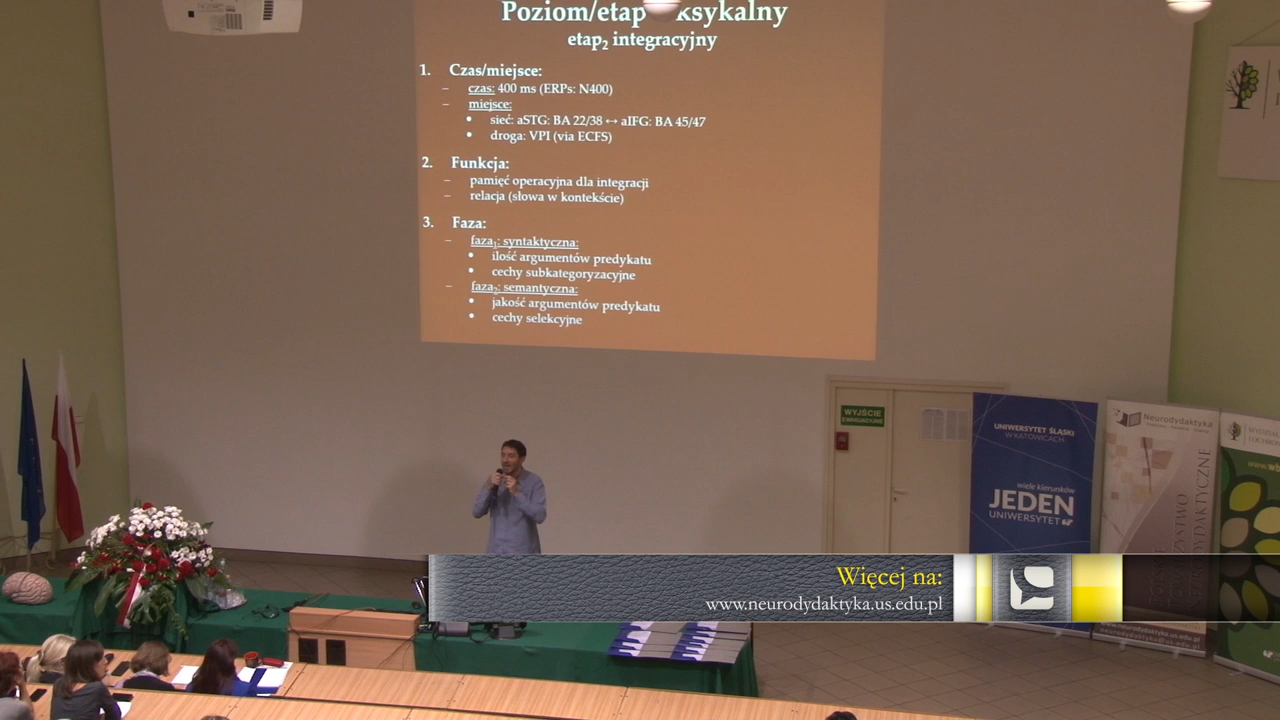 Poziom/etap ksykalny
etap₂ integracyjny
1. Czas/miejsce:
– czas: 400 ms (ERPs: N400)
– miejsce:
• sieć: aSTG: BA 22/38 ↔ aIFG: BA 45/47
• droga: VPI (via ECFS)
2. Funkcja:
– pamięć operacyjna dla integracji
– relacja (słowa w kontekście)
3. Faza:
– faza₁: syntaktyczna:
• ilość argumentów predykatu
• cechy subkategoryzacyjne
– faza₂: semantyczna:
• jakość argumentów predykatu
• cechy selekcyjne
WYJŚCIE
EWAKUACYJNE
UNIWERSYTET ŚLĄSKI
W KATOWICACH
wiele kierunków
JEDEN
UNIWERSYTET
Neurodydaktyka
Więcej na:
www.neurodydaktyka.us.edu.pl